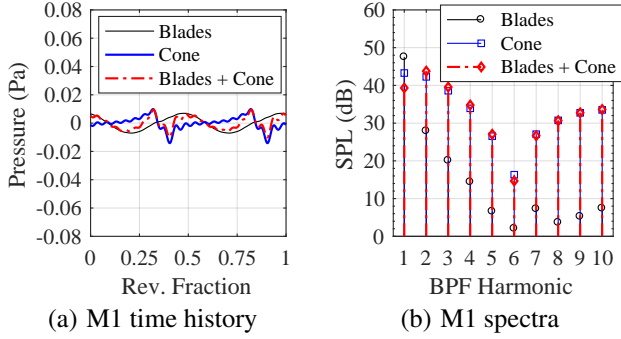 Blades
Cone
Blades + Cone
Pressure (Pa)
0.08
0.06
0.04
0.02
0
-0.02
-0.04
-0.06
-0.08
0 0.25 0.5 0.75 1
Rev. Fraction
(a) M1 time history
Blades
Cone
Blades + Cone
SPL (dB)
60
50
40
30
20
10
0
1 2 3 4 5 6 7 8 9 10
BPF Harmonic
(b) M1 spectra